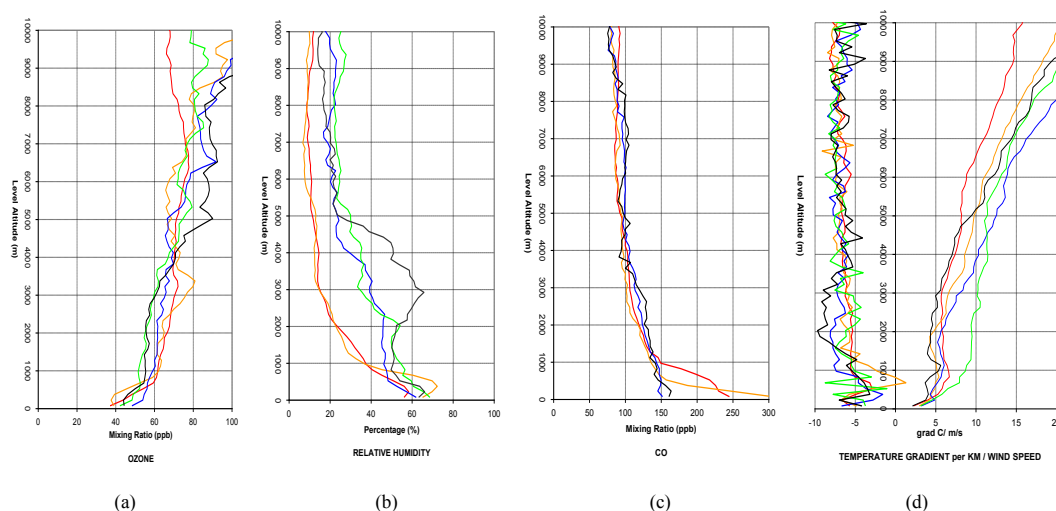 10000
9000
8000
7000
6000
5000
4000
3000
2000
1000
0
Level Altitude (m)
0 20 40 60 80 100
Mixing Ratio (ppb)
OZONE
(a)
10000
9000
8000
7000
6000
5000
4000
3000
2000
1000
0
Level Altitude (m)
0 20 40 60 80 100
Percentage (%)
RELATIVE HUMIDITY
(b)
10000
9000
8000
7000
6000
5000
4000
3000
2000
1000
0
Level Altitude (m)
0 50 100 150 200 250 300
Mixing Ratio (ppb)
CO
(c)
10000
9000
8000
7000
6000
5000
4000
3000
2000
1000
0
Level Altitude (m)
-10 -5 0 5 10 15 20
grad C/ m/s
TEMPERATURE GRADIENT per KM / WIND SPEED
(d)